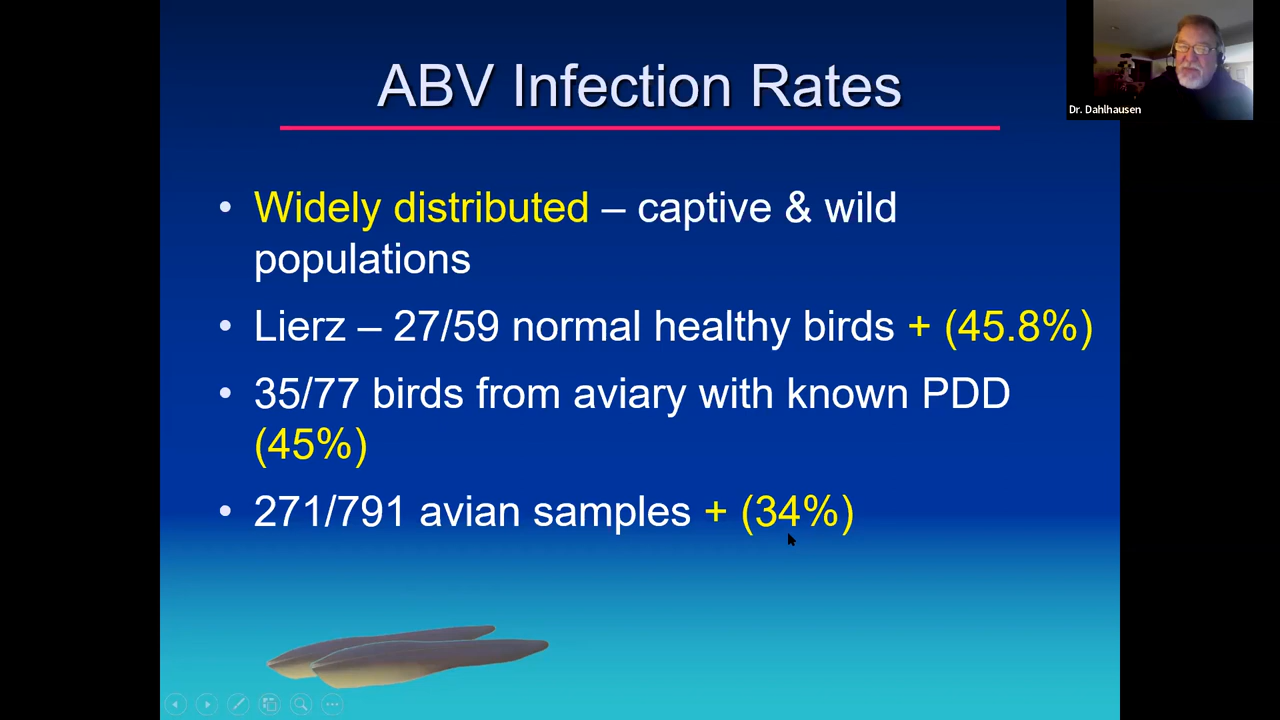 ABV Infection Rates
Dr. Dahlhausen
• Widely distributed – captive & wild
populations
• Lierz – 27/59 normal healthy birds + (45.8%)
• 35/77 birds from aviary with known PDD
(45%)
• 271/791 avian samples + (34%)